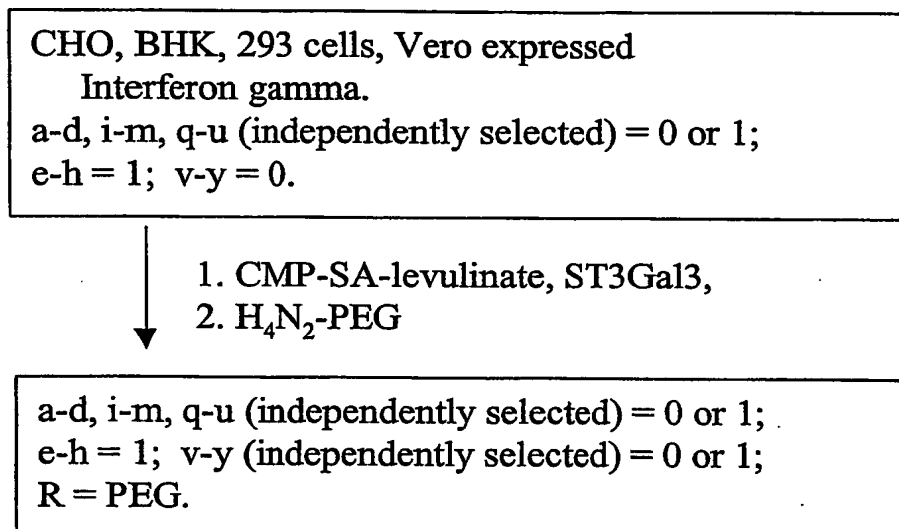 CHO, BHK, 293 cells, Vero expressed
Interferon gamma.
a-d, i-m, q-u (independently selected) = 0 or 1;
e-h = 1; v-y = 0.
1. CMP-SA-levulinate, ST3Gal3,
2. H₄N₂-PEG
a-d, i-m, q-u (independently selected) = 0 or 1;
e-h = 1; v-y (independently selected) = 0 or 1;
R = PEG.